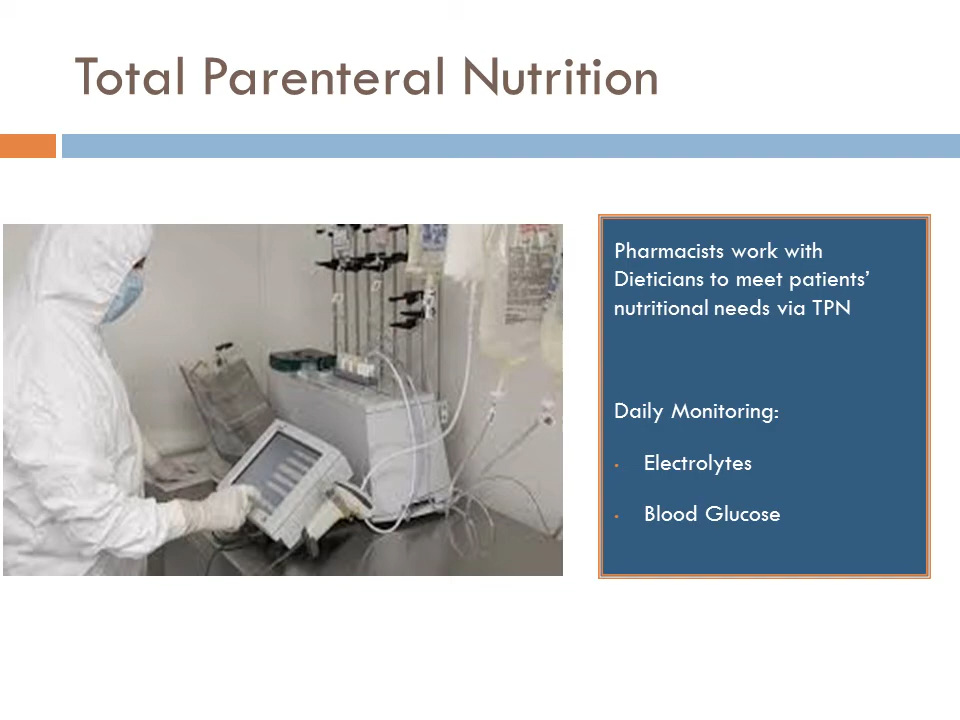 Total Parenteral Nutrition
Pharmacists work with
Dieticians to meet patients’
nutritional needs via TPN
Daily Monitoring:
Electrolytes
Blood Glucose